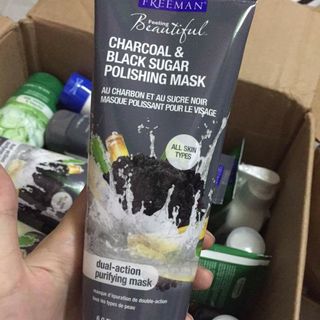 FREEMAN
Feeling
Beautiful
CHARCOAL &
BLACK SUGAR
POLISHING MASK
AU CHARBON ET AU SUCRE NOIR
MASQUE POLISSANT POUR LE VISAGE
ALL SKIN
TYPES
dual-action
purifying mask
masque d'épuration de double-action
tous les types de peau